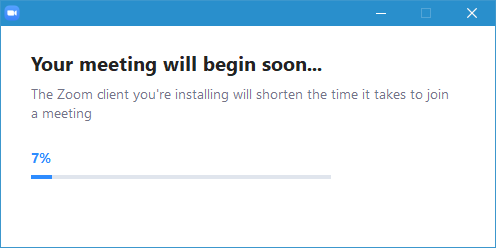 Your meeting will begin soon...
The Zoom client you're installing will shorten the time it takes to join
a meeting
7%